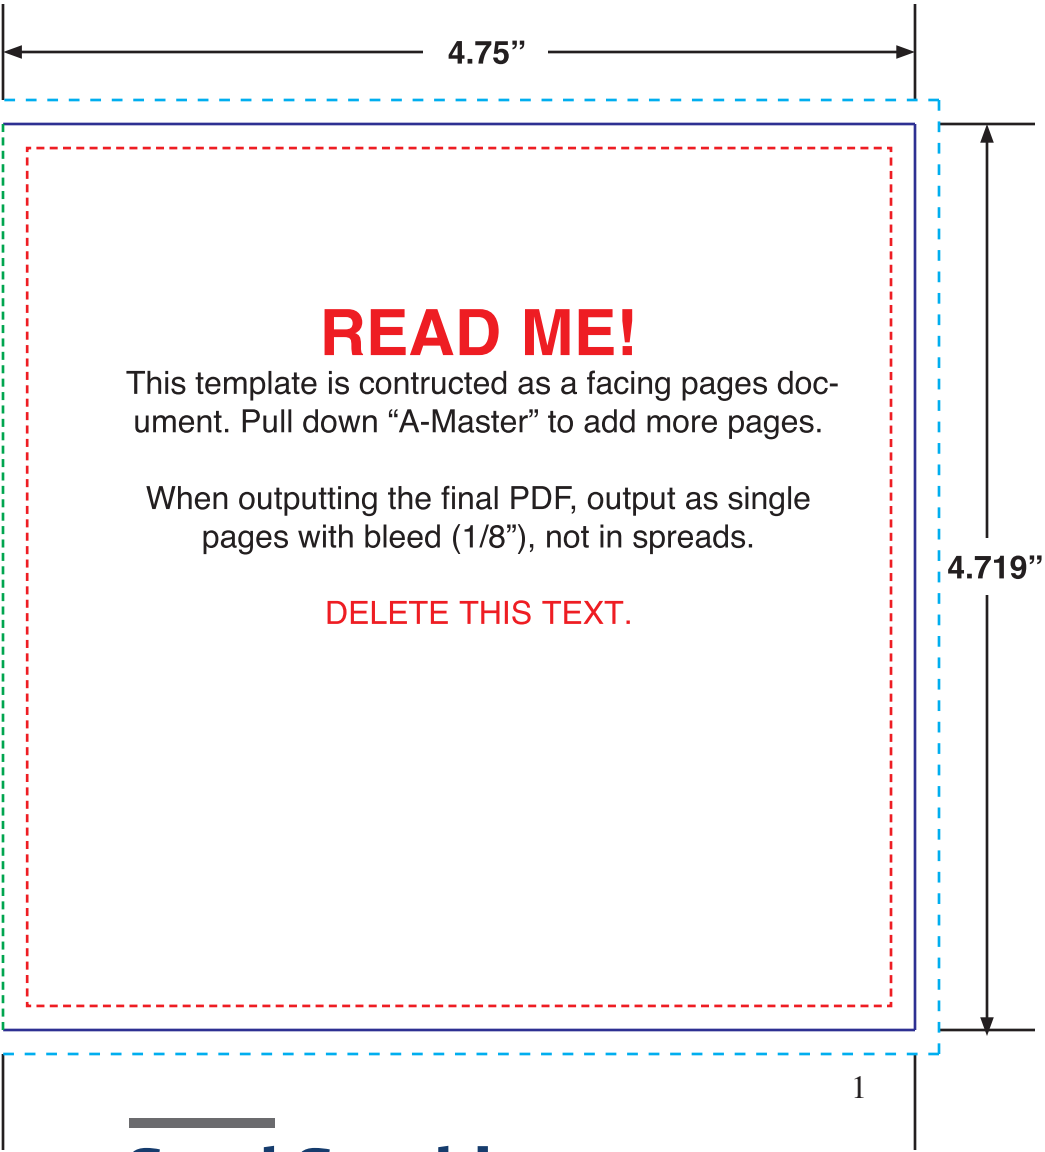 4.75”
READ ME!
This template is contructed as a facing pages doc-
ument. Pull down “A-Master” to add more pages.
When outputting the final PDF, output as single
pages with bleed (1/8”), not in spreads.
DELETE THIS TEXT.
4.719”
1